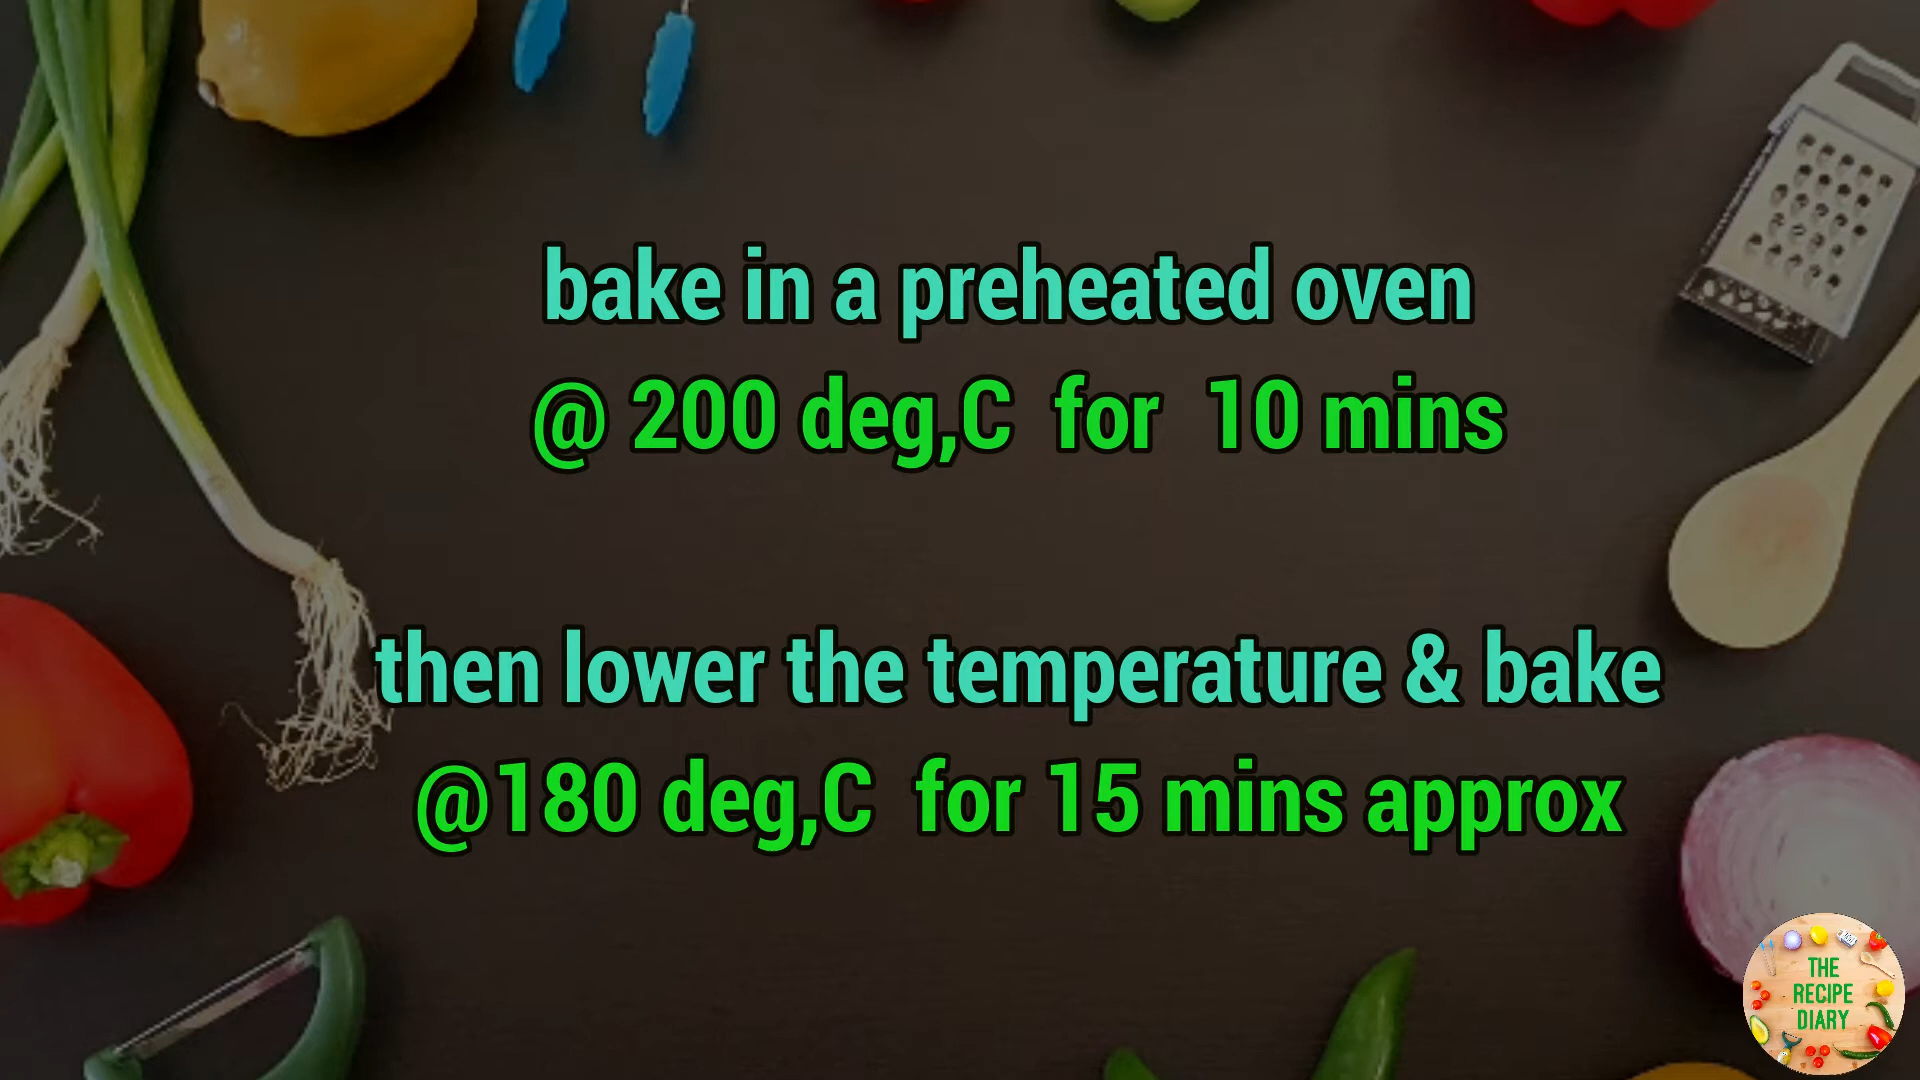 bake in a preheated oven
@ 200 deg,C for 10 mins
then lower the temperature & bake
@180 deg,C for 15 mins approx
THE
RECIPE
DIARY